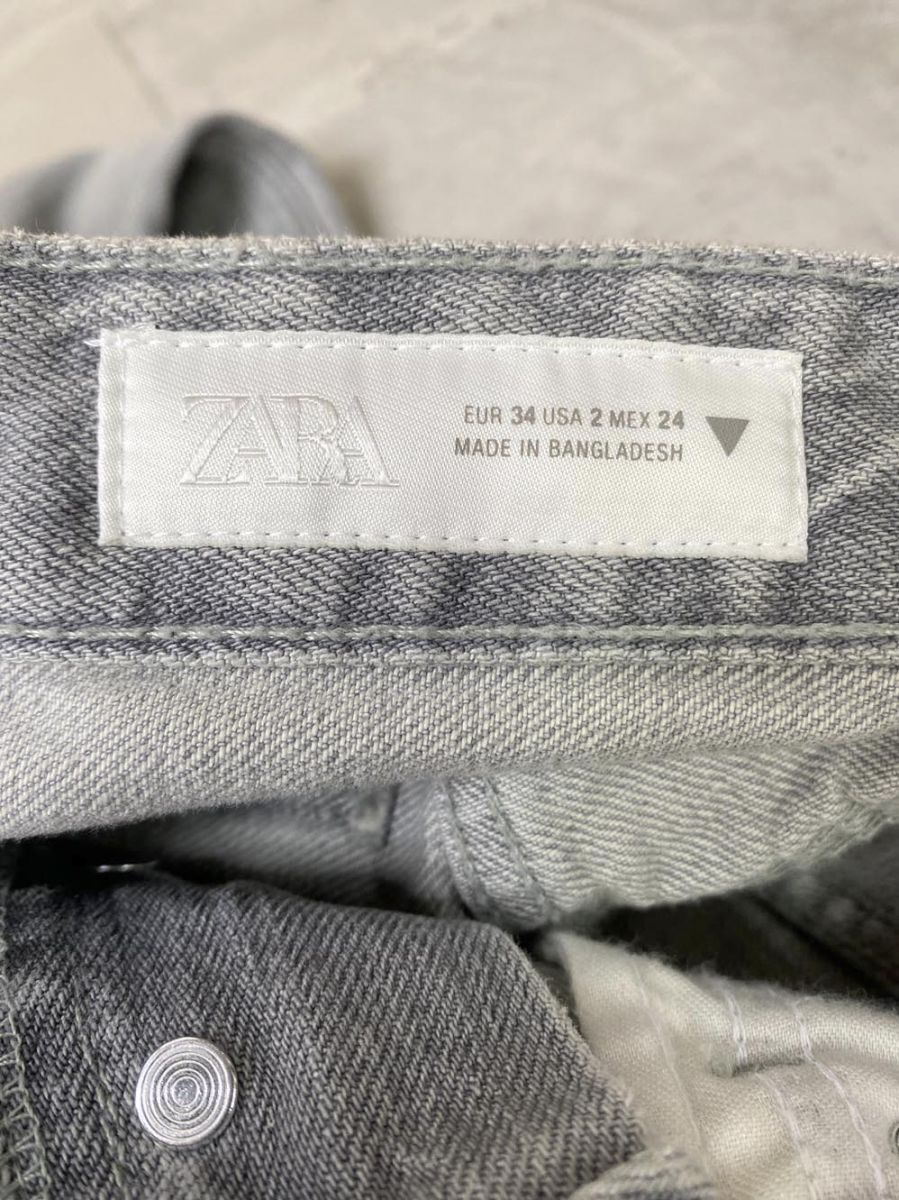 ZARA
EUR 34 USA 2 MEX 24
MADE IN BANGLADESH